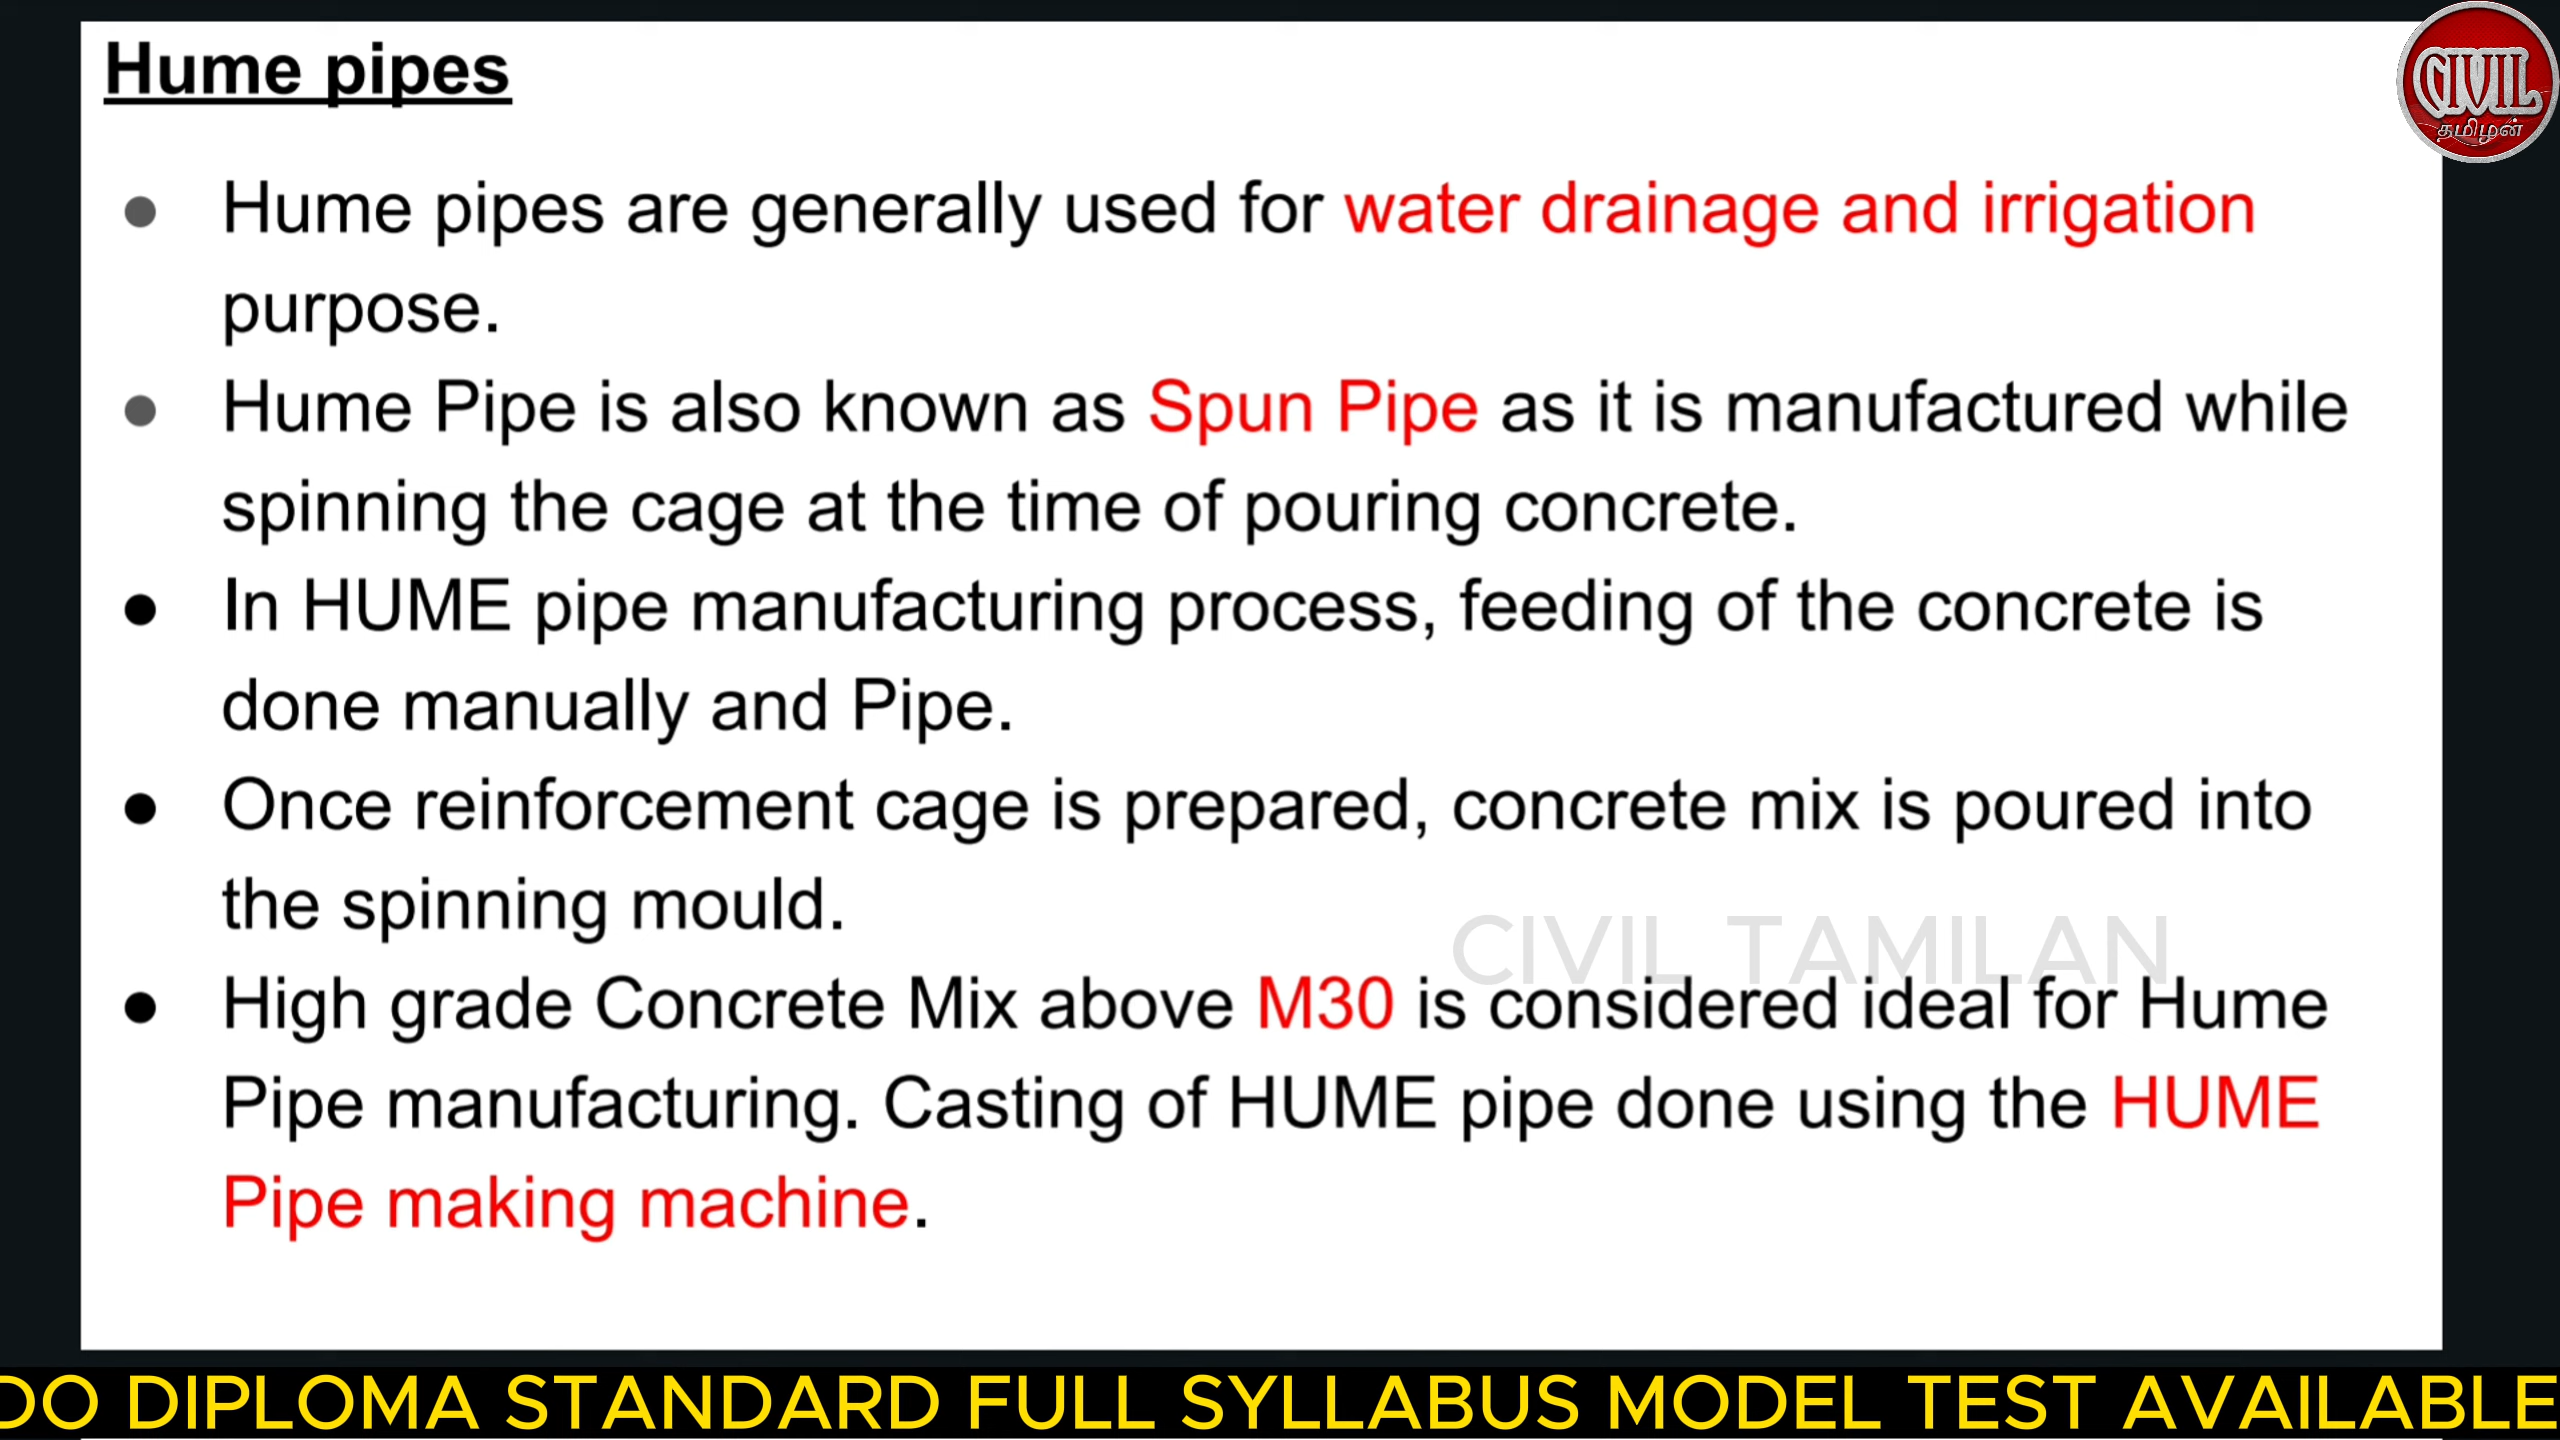 Hume pipes
CIVIL
தமிழன்
● Hume pipes are generally used for water drainage and irrigation
purpose.
● Hume Pipe is also known as Spun Pipe as it is manufactured while
spinning the cage at the time of pouring concrete.
● In HUME pipe manufacturing process, feeding of the concrete is
done manually and Pipe.
● Once reinforcement cage is prepared, concrete mix is poured into
the spinning mould.
CIVIL TAMILAN
● High grade Concrete Mix above M30 is considered ideal for Hume
Pipe manufacturing. Casting of HUME pipe done using the HUME
Pipe making machine.
DO DIPLOMA STANDARD FULL SYLLABUS MODEL TEST AVAILABLE